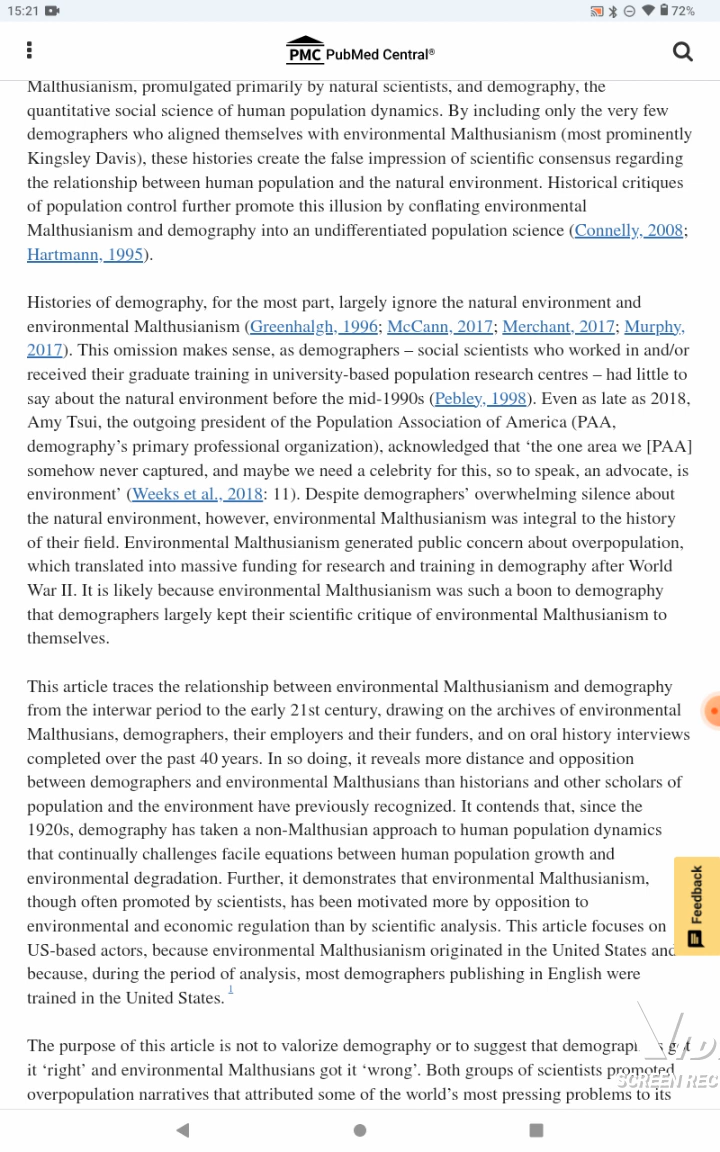 15:21
72%
PMC PubMed Central®
Malthusianism, promulgated primarily by natural scientists, and demography, the
quantitative social science of human population dynamics. By including only the very few
demographers who aligned themselves with environmental Malthusianism (most prominently
Kingsley Davis), these histories create the false impression of scientific consensus regarding
the relationship between human population and the natural environment. Historical critiques
of population control further promote this illusion by conflating environmental
Malthusianism and demography into an undifferentiated population science (Connelly, 2008;
Hartmann, 1995).
Histories of demography, for the most part, largely ignore the natural environment and
environmental Malthusianism (Greenhalgh, 1996; McCann, 2017; Merchant, 2017; Murphy,
2017). This omission makes sense, as demographers – social scientists who worked in and/or
received their graduate training in university-based population research centres – had little to
say about the natural environment before the mid-1990s (Pebley, 1998). Even as late as 2018,
Amy Tsui, the outgoing president of the Population Association of America (PAA,
demography’s primary professional organization), acknowledged that ‘the one area we [PAA]
somehow never captured, and maybe we need a celebrity for this, so to speak, an advocate, is
environment’ (Weeks et al., 2018: 11). Despite demographers’ overwhelming silence about
the natural environment, however, environmental Malthusianism was integral to the history
of their field. Environmental Malthusianism generated public concern about overpopulation,
which translated into massive funding for research and training in demography after World
War II. It is likely because environmental Malthusianism was such a boon to demography
that demographers largely kept their scientific critique of environmental Malthusianism to
themselves.
This article traces the relationship between environmental Malthusianism and demography
from the interwar period to the early 21st century, drawing on the archives of environmental
Malthusians, demographers, their employers and their funders, and on oral history interviews
completed over the past 40 years. In so doing, it reveals more distance and opposition
between demographers and environmental Malthusians than historians and other scholars of
population and the environment have previously recognized. It contends that, since the
1920s, demography has taken a non-Malthusian approach to human population dynamics
that continually challenges facile equations between human population growth and
environmental degradation. Further, it demonstrates that environmental Malthusianism,
though often promoted by scientists, has been motivated more by opposition to
environmental and economic regulation than by scientific analysis. This article focuses on
US-based actors, because environmental Malthusianism originated in the United States and
because, during the period of analysis, most demographers publishing in English were
trained in the United States. 1
Feedback
The purpose of this article is not to valorize demography or to suggest that got
it ‘right’ and environmental Malthusians got it ‘wrong’. Both groups of scientists promoted
overpopulation narratives that attributed some of the world’s most pressing problems to its
SCREEN REC